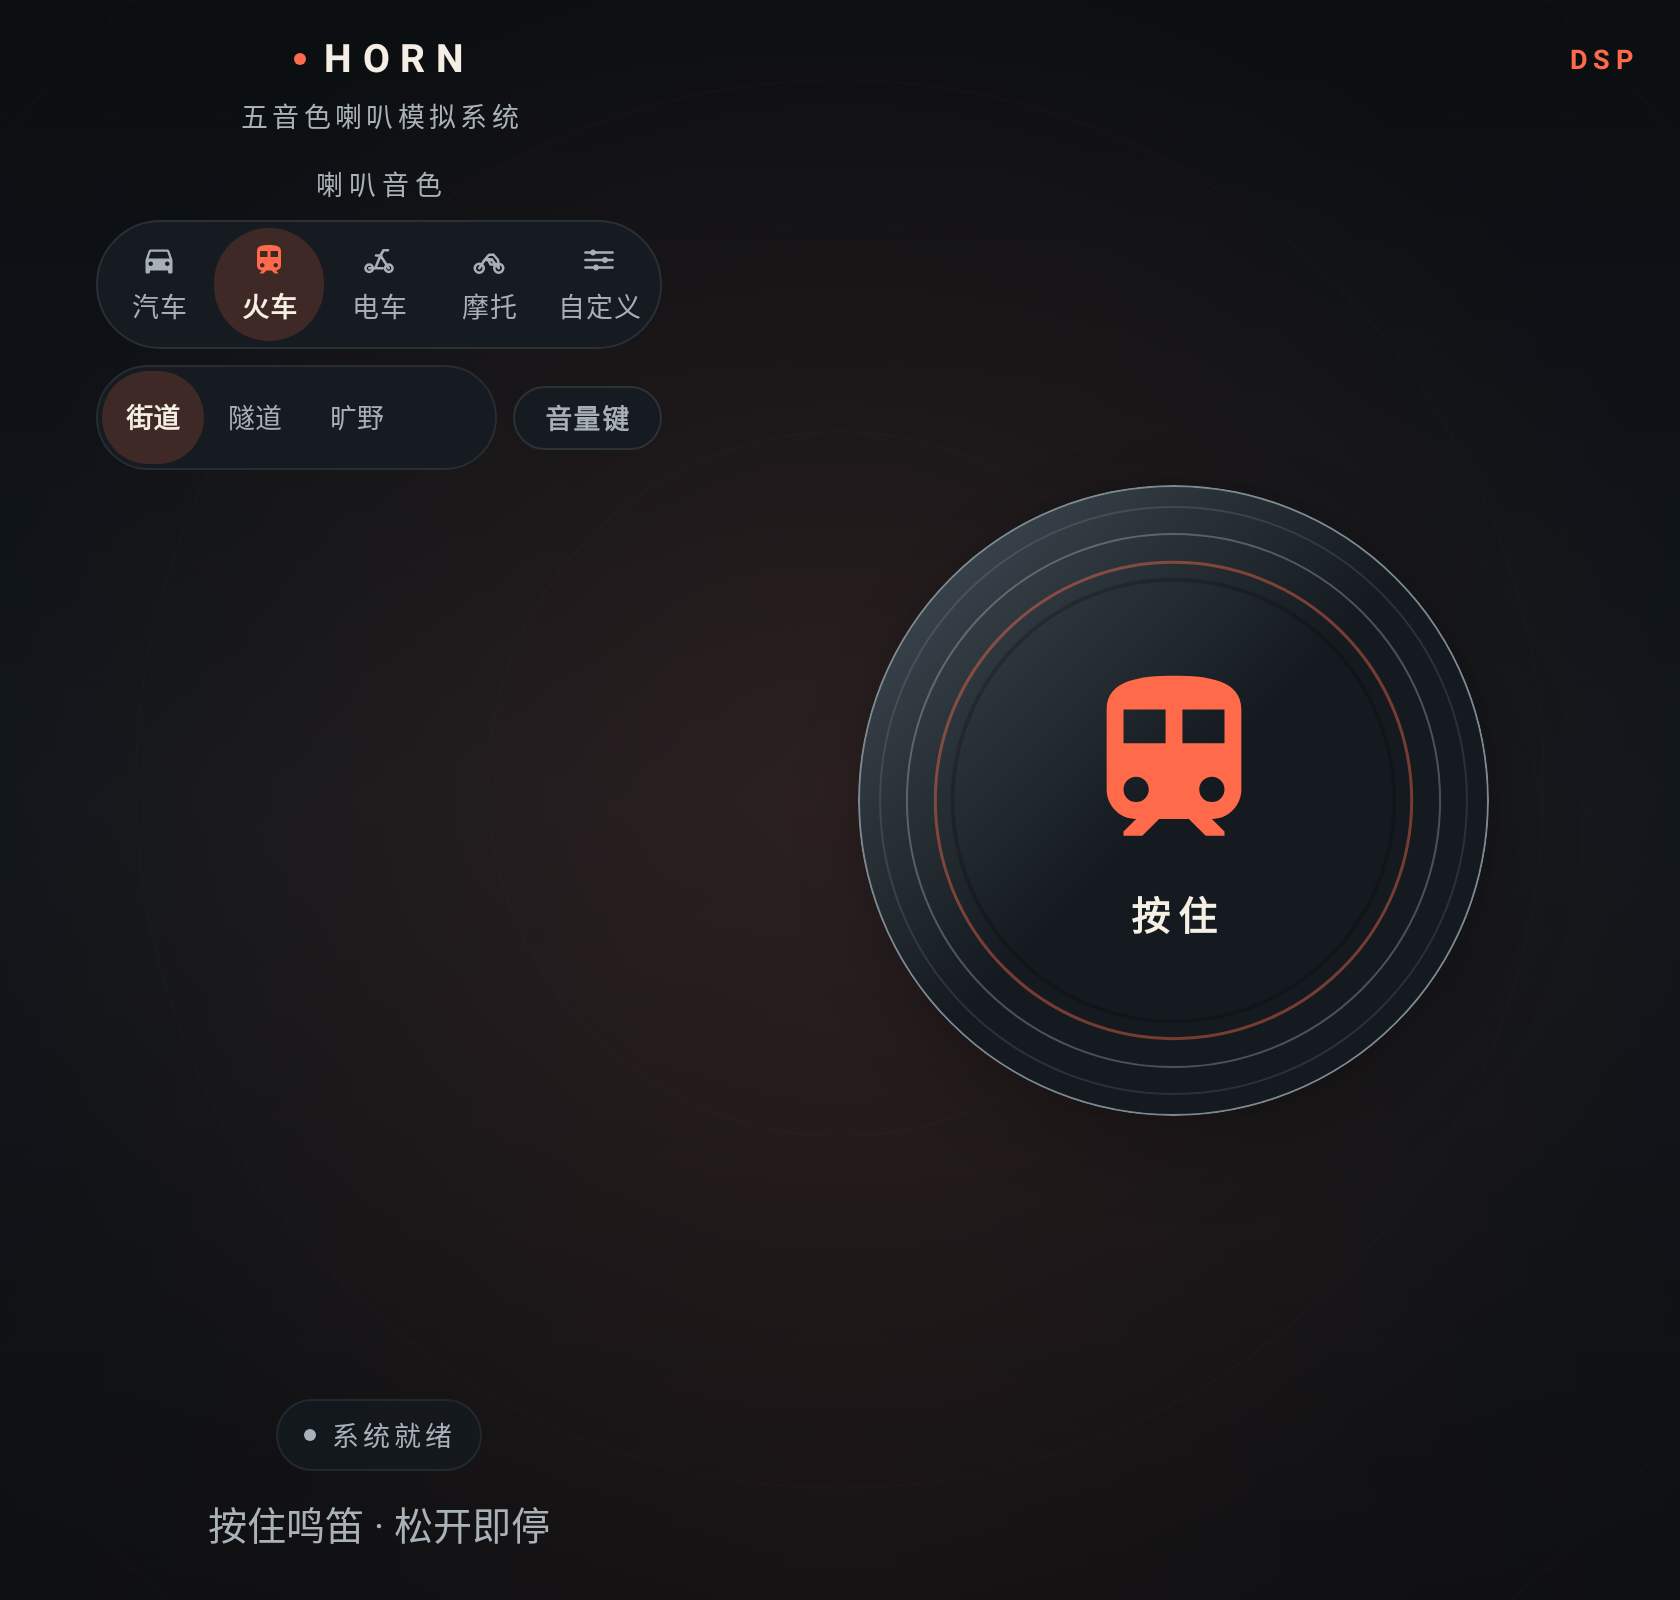 HORN
DSP
五音色喇叭模拟系统
喇叭音色
汽车 火车 电车 摩托 自定义
街道 隧道 旷野 音量键
按住
系统就绪
按住鸣笛 · 松开即停